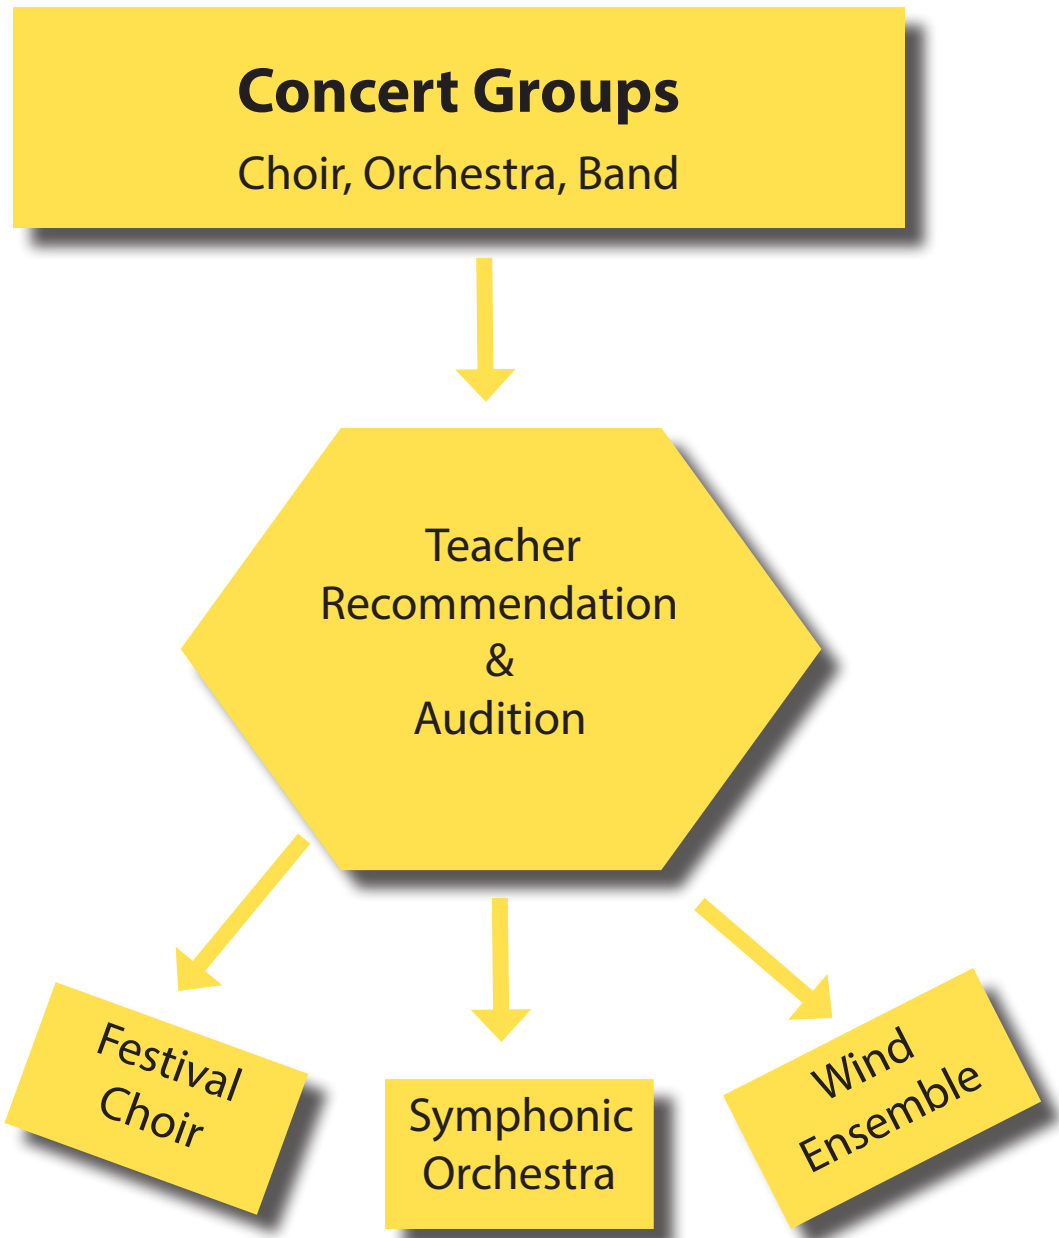 Concert Groups
Choir, Orchestra, Band
Teacher
Recommendation
&
Audition
Festival
Choir
Symphonic
Orchestra
Wind
Ensemble